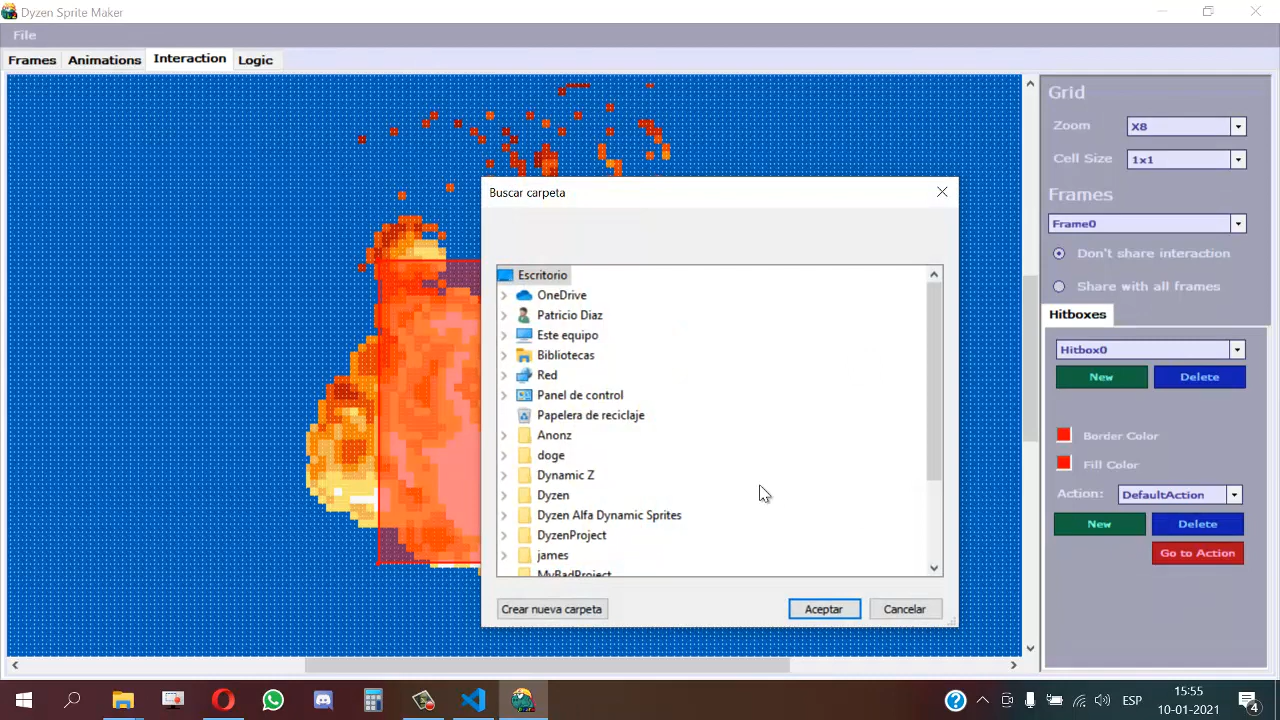 Dyzen Sprite Maker
File
Frames Animations Interaction Logic
Grid
Zoom X8
Cell Size 1x1
Frames
Frame0
Don't share interaction
Share with all frames
Hitboxes
Hitbox0
New Delete
Border Color
Fill Color
Action: DefaultAction
New Delete
Go to Action
Buscar carpeta
Escritorio
OneDrive
Patricio Diaz
Este equipo
Bibliotecas
Red
Panel de control
Papelera de reciclaje
Anonz
doge
Dynamic Z
Dyzen
Dyzen Alfa Dynamic Sprites
DyzenProject
james
MyBadProject
Crear nueva carpeta Aceptar Cancelar
ESP
15:55
10-01-2021
4